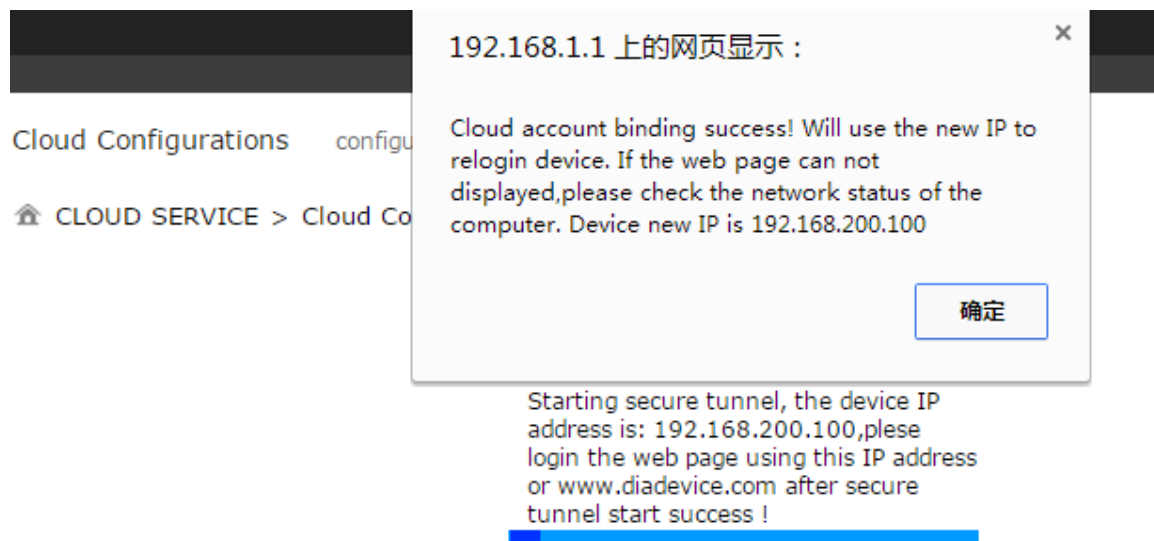 192.168.1.1 上的网页显示：
Cloud account binding success! Will use the new IP to
relogin device. If the web page can not
displayed,please check the network status of the
computer. Device new IP is 192.168.200.100
确定
Cloud Configurations configu
CLOUD SERVICE > Cloud Co
Starting secure tunnel, the device IP
address is: 192.168.200.100,plese
login the web page using this IP address
or www.diadevice.com after secure
tunnel start success !